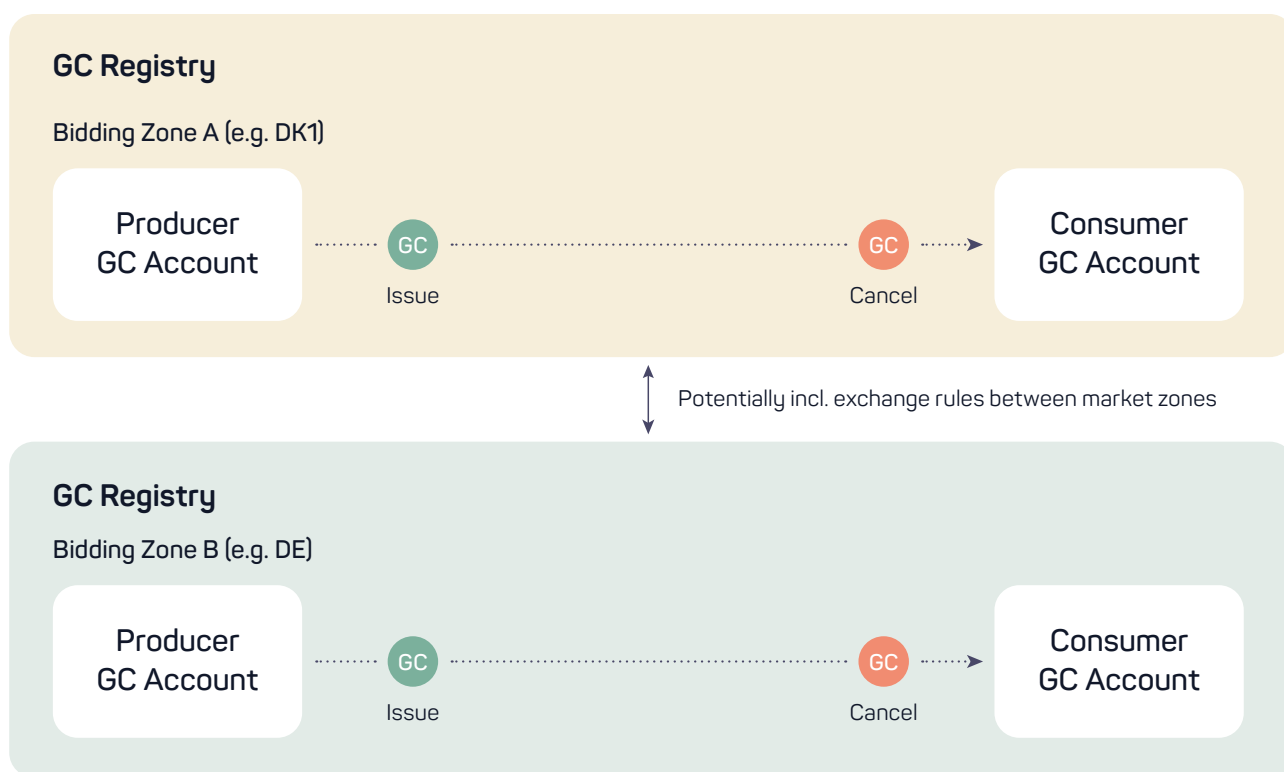 GC Registry
Bidding Zone A (e.g. DK1)
Producer
GC Account
GC
Issue
GC
Cancel
Consumer
GC Account
Potentially incl. exchange rules between market zones
GC Registry
Bidding Zone B (e.g. DE)
Producer
GC Account
GC
Issue
GC
Cancel
Consumer
GC Account